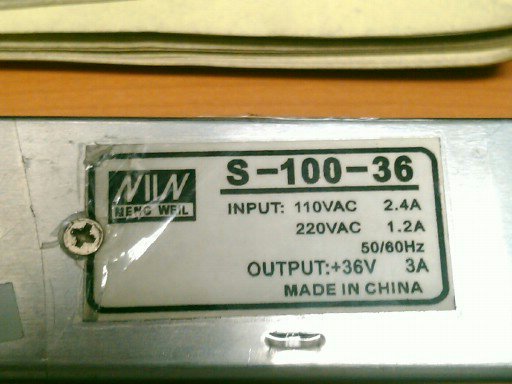 MW
MENG WEIL
S-100-36
INPUT: 110VAC 2.4A
220VAC 1.2A
50/60Hz
OUTPUT:+36V 3A
MADE IN CHINA